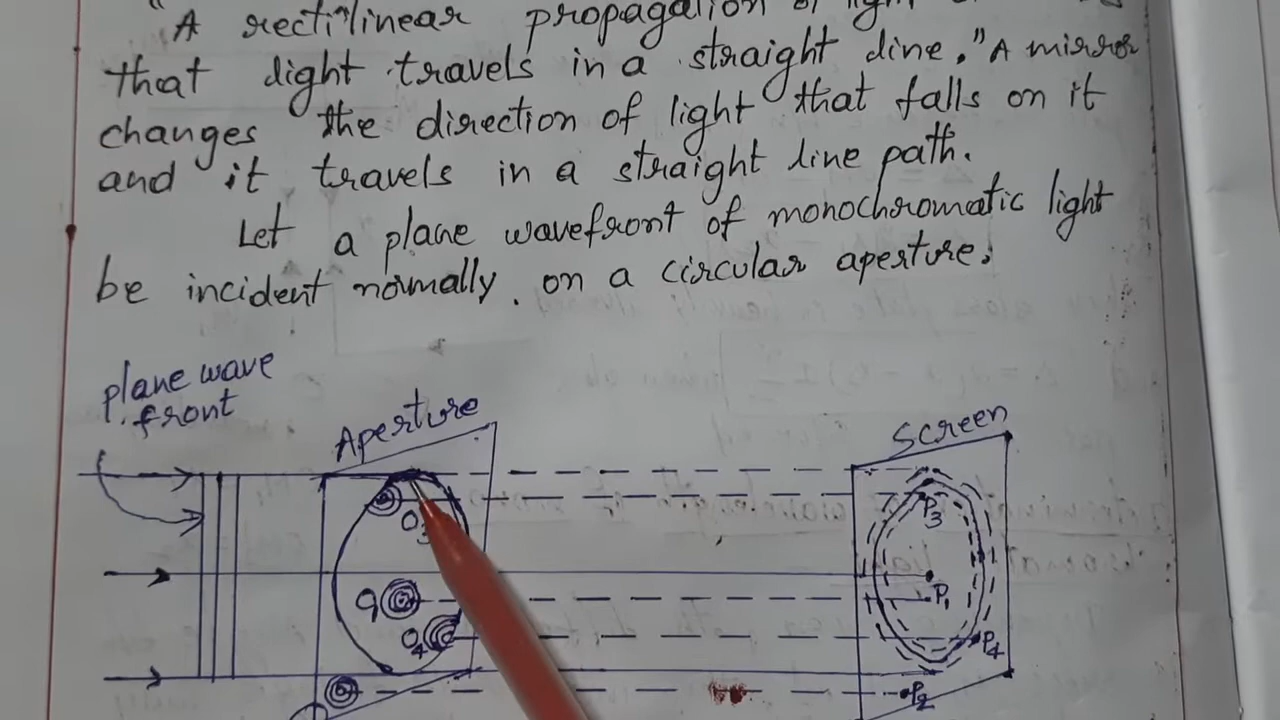 "A rectilinear propagation of light
that light travels in a straight line." A mirror
changes the direction of light that falls on it
and it travels in a straight line path.
Let a plane wavefront of monochromatic light
be incident normally. on a circular aperture;
plane wave
front
Aperture
Screen
O3
P3
P1
O4
P4
P2